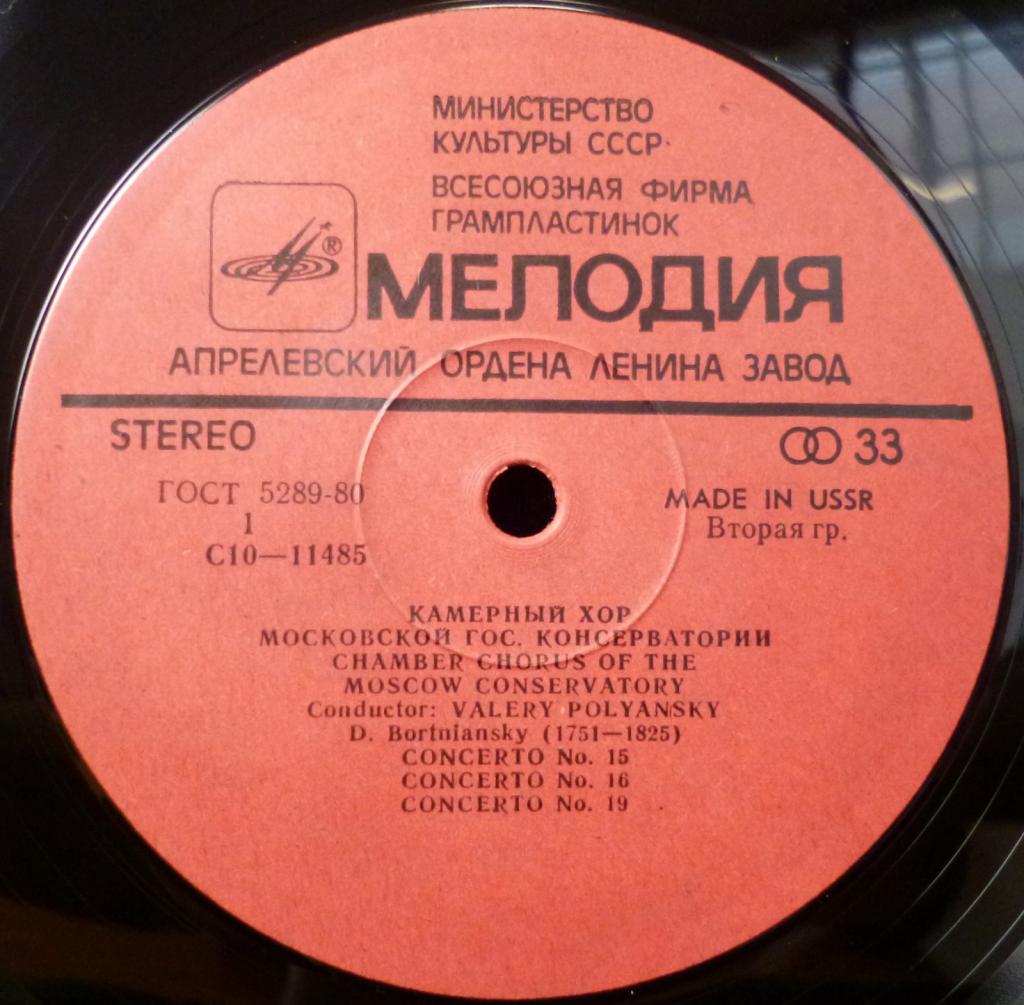 МИНИСТЕРСТВО
КУЛЬТУРЫ СССР
ВСЕСОЮЗНАЯ ФИРМА
ГРАМПЛАСТИНОК
®
МЕЛОДИЯ
АПРЕЛЕВСКИЙ ОРДЕНА ЛЕНИНА ЗАВОД
STEREO
33
ГОСТ 5289-80
MADE IN USSR
1
Вторая гр.
С10—11485
КАМЕРНЫЙ ХОР
МОСКОВСКОЙ ГОС. КОНСЕРВАТОРИИ
CHAMBER CHORUS OF THE
MOSCOW CONSERVATORY
Conductor: VALERY POLYANSKY
D. Bortniansky (1751—1825)
CONCERTO No. 15
CONCERTO No. 16
CONCERTO No. 19